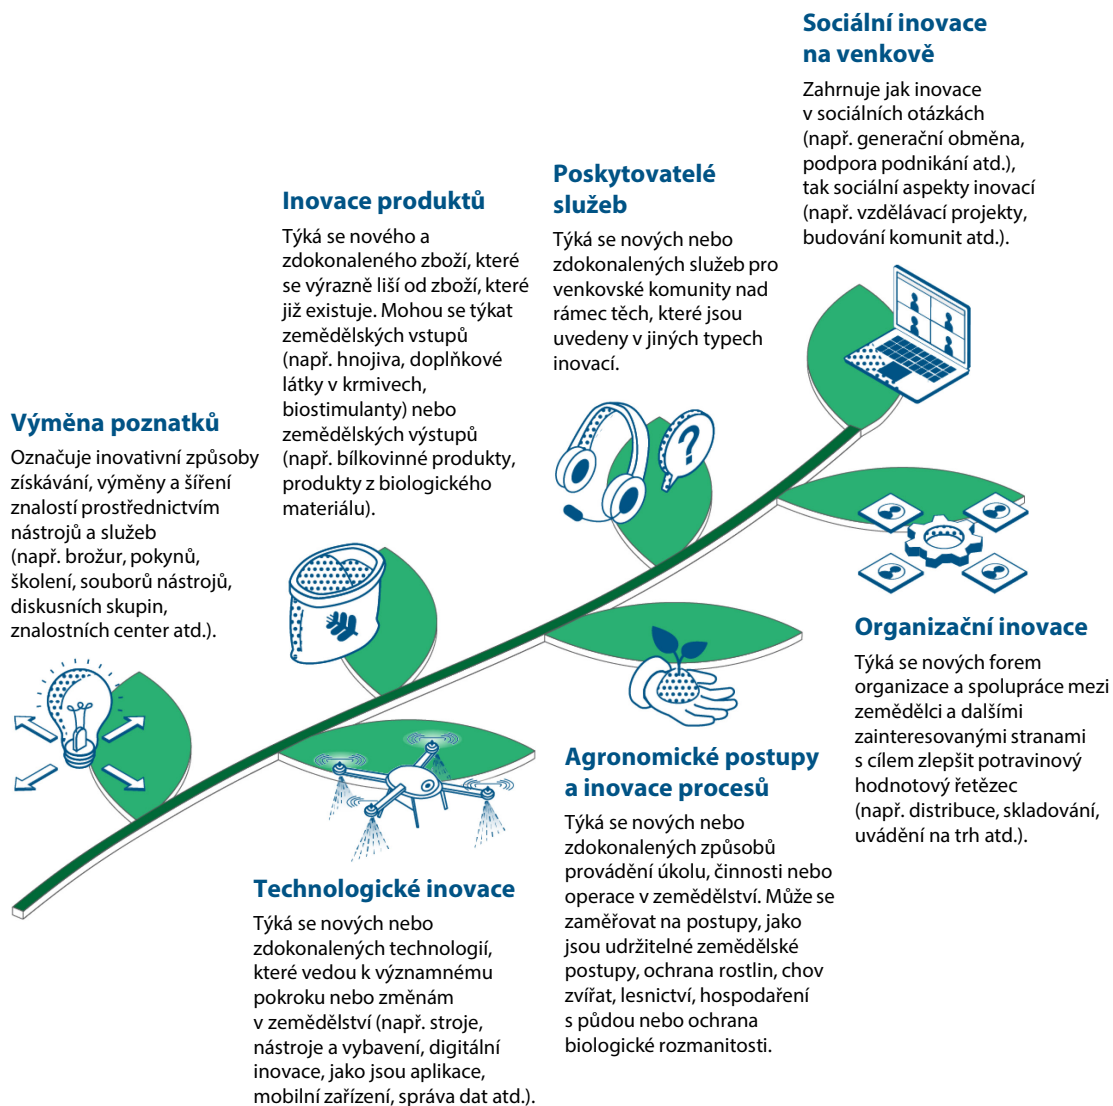 Sociální inovace
na venkově
Zahrnuje jak inovace
v sociálních otázkách
(např. generační obměna,
podpora podnikání atd.),
tak sociální aspekty inovací
(např. vzdělávací projekty,
budování komunit atd.).
Poskytovatelé
služeb
Týká se nových nebo
zdokonalených služeb pro
venkovské komunity nad
rámec těch, které jsou
uvedeny v jiných typech
inovací.
Inovace produktů
Týká se nového a
zdokonaleného zboží, které
se výrazně liší od zboží, které
již existuje. Mohou se týkat
zemědělských vstupů
(např. hnojiva, doplňkové
látky v krmivech,
biostimulanty) nebo
zemědělských výstupů
(např. bílkovinné produkty,
produkty z biologického
materiálu).
Výměna poznatků
Označuje inovativní způsoby
získávání, výměny a šíření
znalostí prostřednictvím
nástrojů a služeb
(např. brožur, pokynů,
školení, souborů nástrojů,
diskusních skupin,
znalostních center atd.).
?
Organizační inovace
Týká se nových forem
organizace a spolupráce mezi
zemědělci a dalšími
zainteresovanými stranami
s cílem zlepšit potravinový
hodnotový řetězec
(např. distribuce, skladování,
uvádění na trh atd.).
Agronomické postupy
a inovace procesů
Týká se nových nebo
zdokonalených způsobů
provádění úkolu, činnosti nebo
operace v zemědělství. Může se
zaměřovat na postupy, jako
jsou udržitelné zemědělské
postupy, ochrana rostlin, chov
zvířat, lesnictví, hospodaření
s půdou nebo ochrana
biologické rozmanitosti.
Technologické inovace
Týká se nových nebo
zdokonalených technologií,
které vedou k významnému
pokroku nebo změnám
v zemědělství (např. stroje,
nástroje a vybavení, digitální
inovace, jako jsou aplikace,
mobilní zařízení, správa dat atd.).